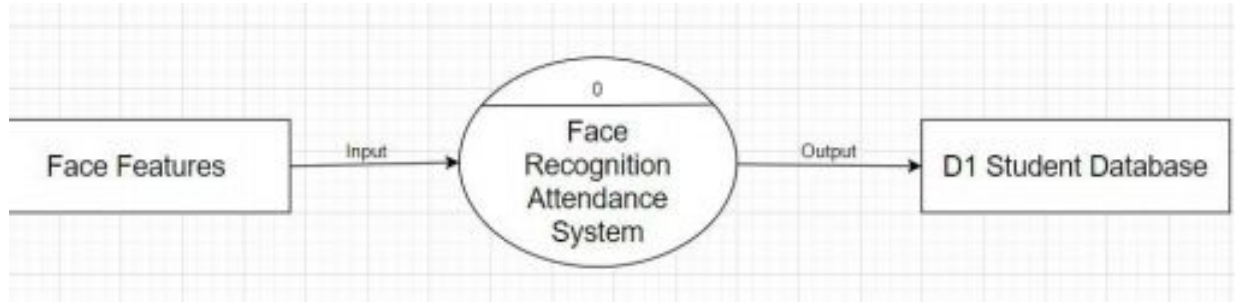 0
Face Features
Input
Face
Recognition
Attendance
System
Output
D1 Student Database